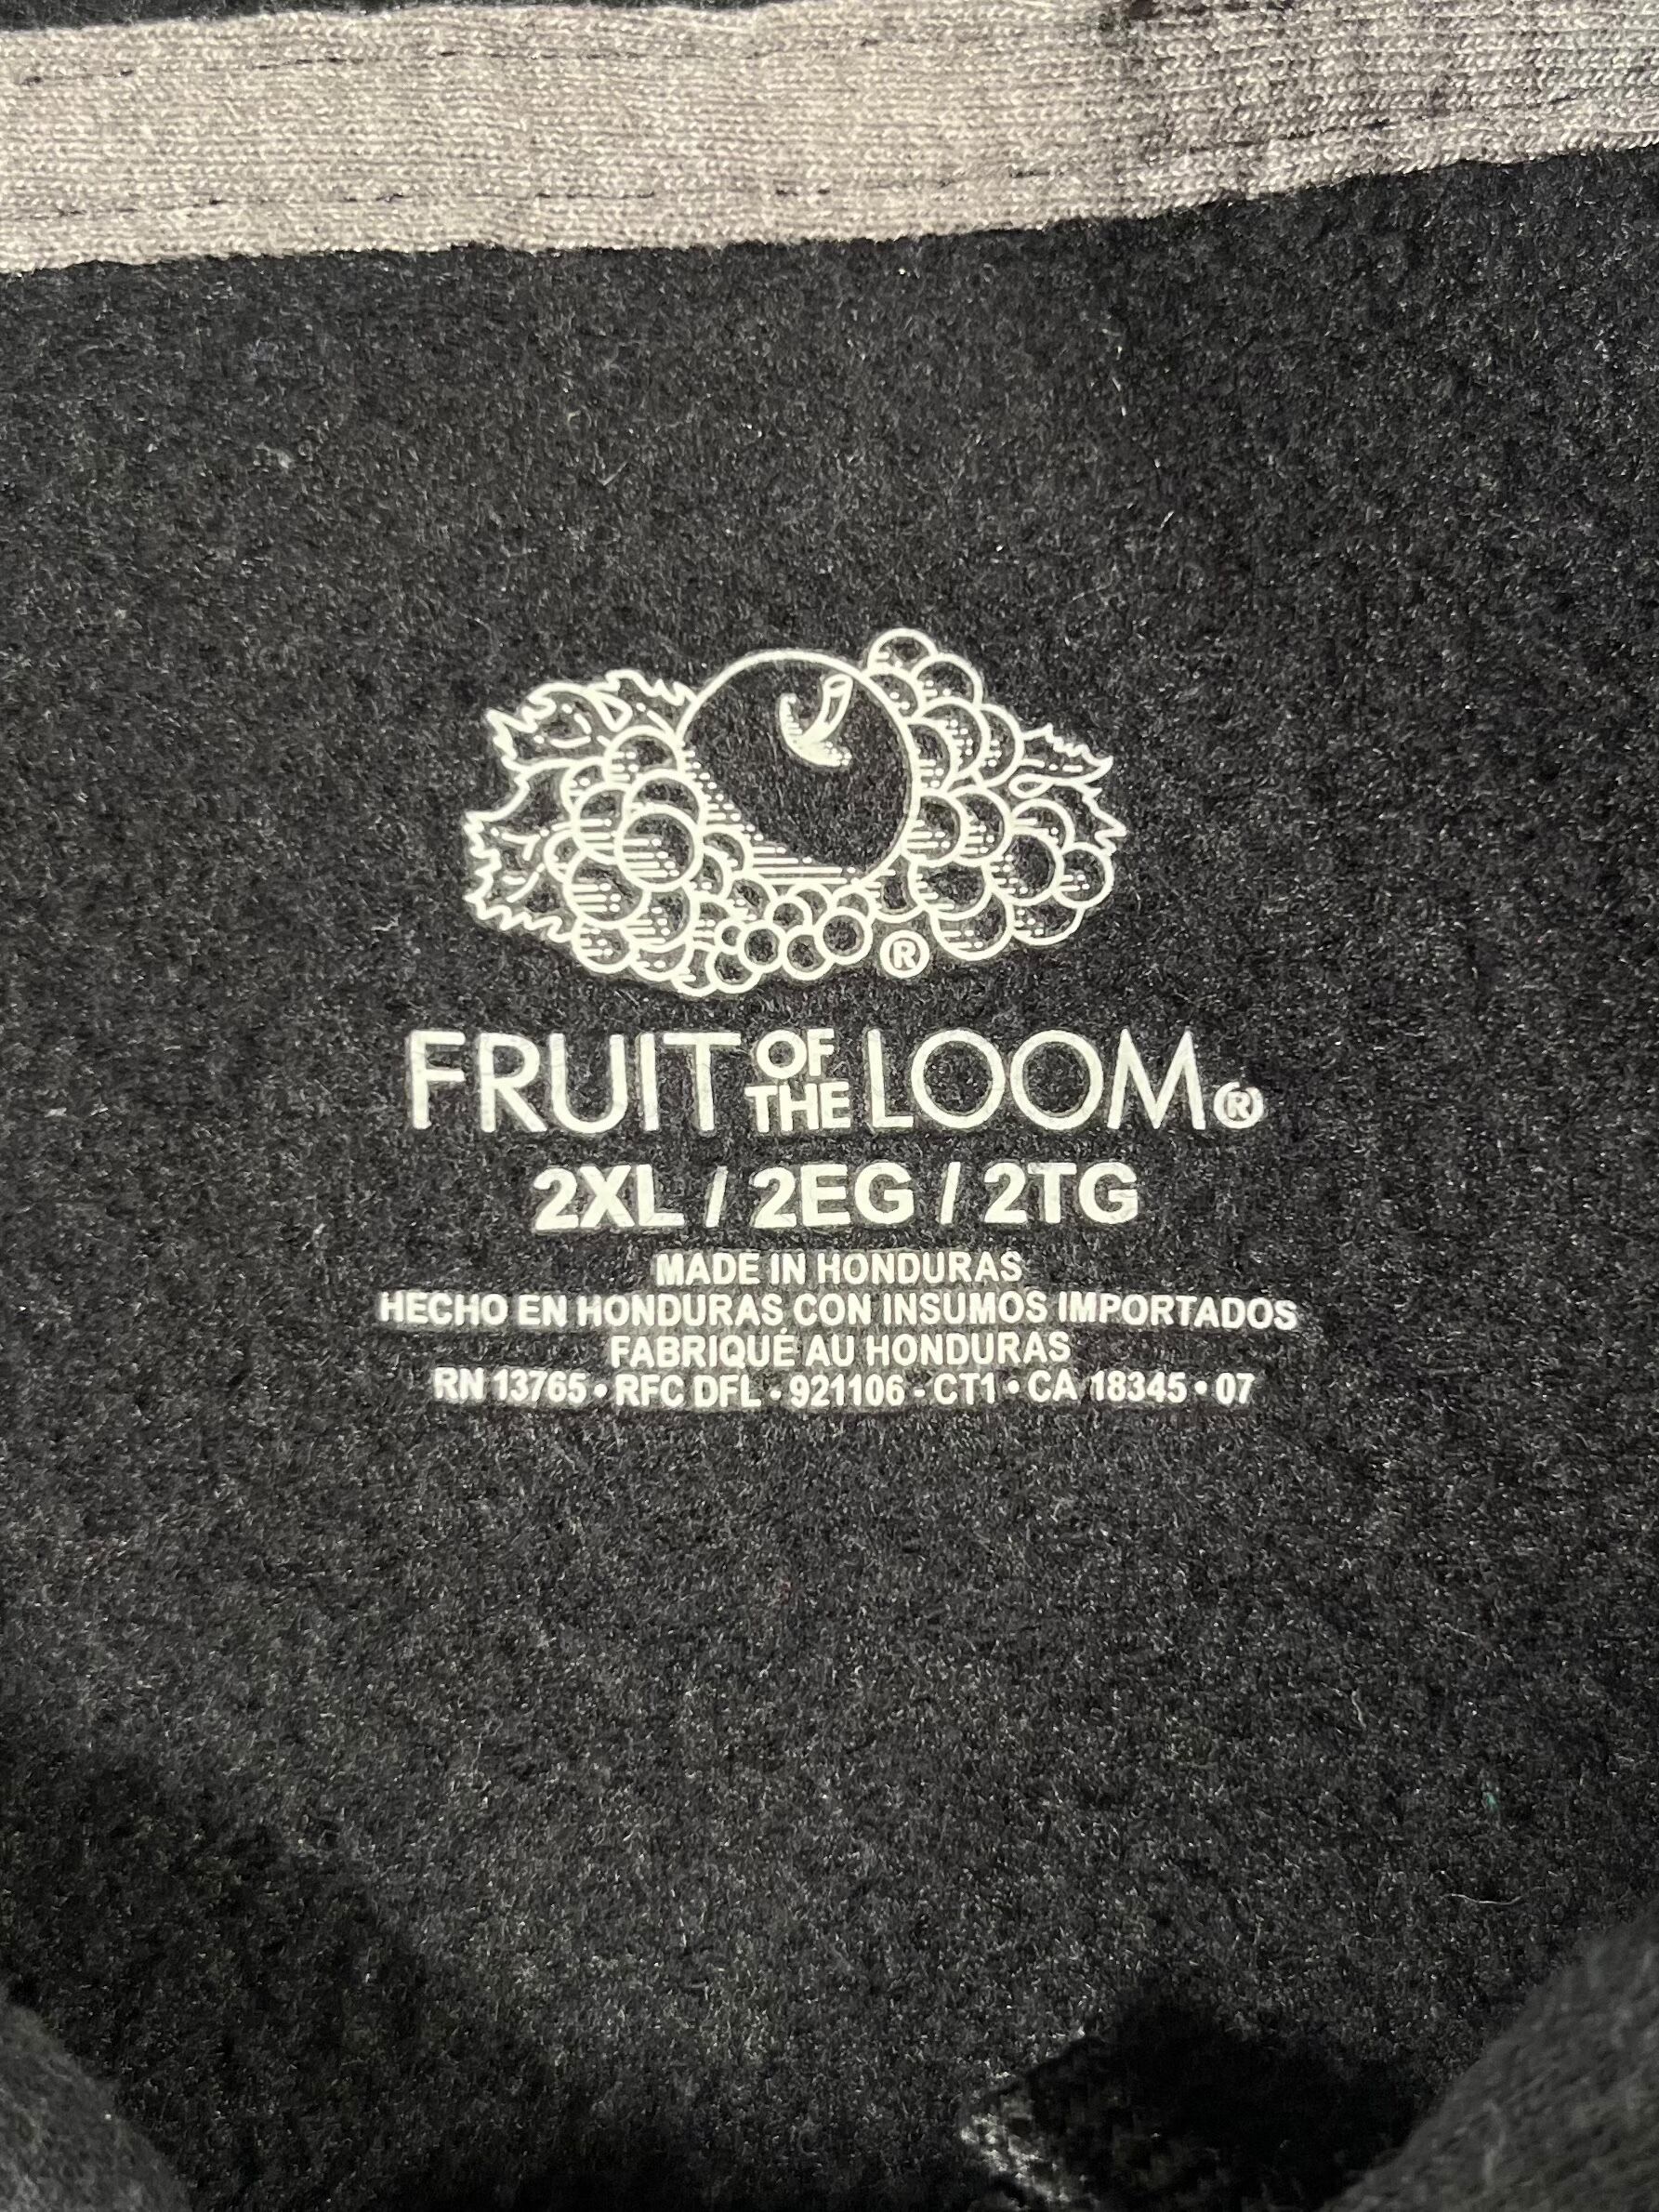 ®
FRUIT OF THE LOOM®
2XL / 2EG / 2TG
MADE IN HONDURAS
HECHO EN HONDURAS CON INSUMOS IMPORTADOS
FABRIQUÉ AU HONDURAS
RN 13765 • RFC DFL - 921106 - CT1 • CA 18345 • 07